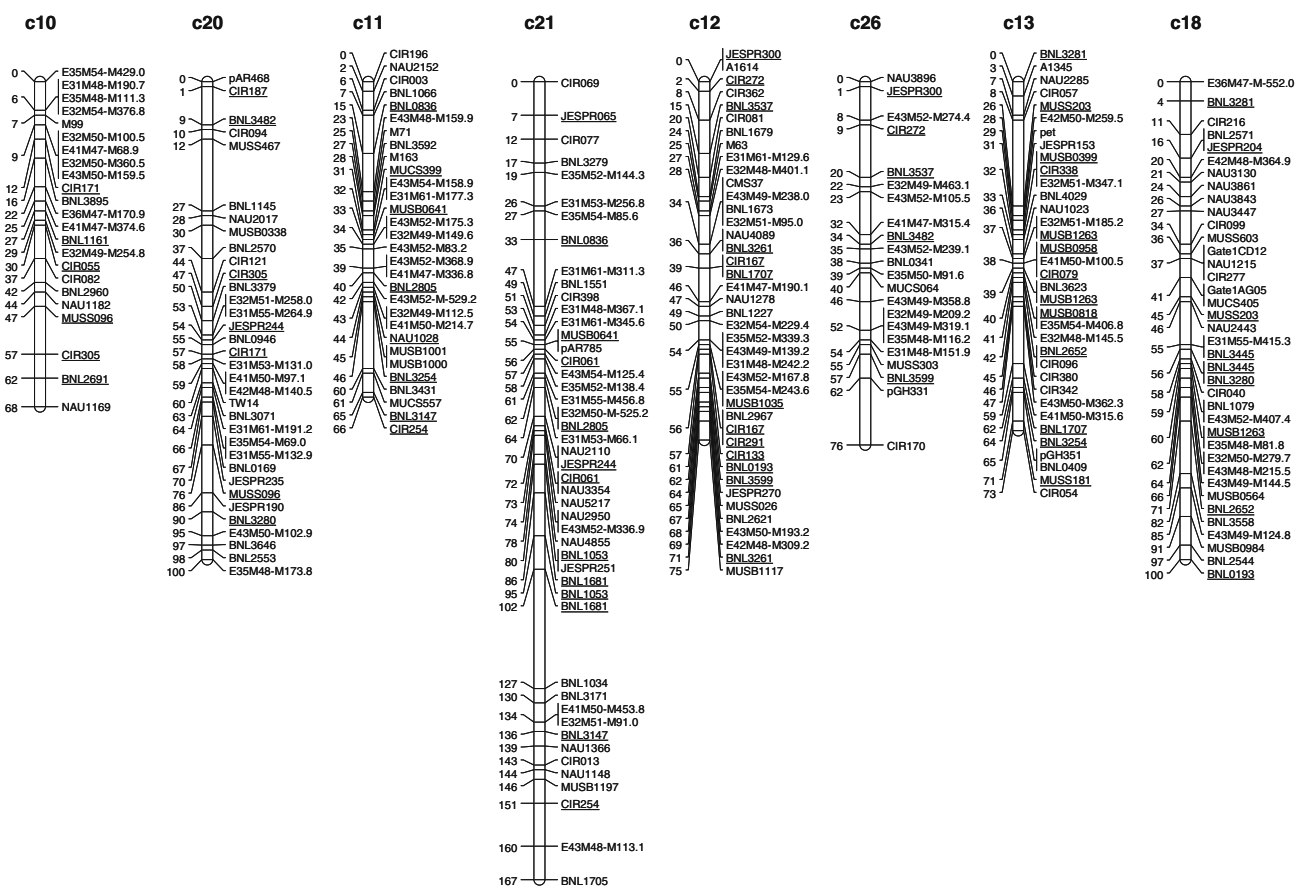 c10
0 E35M54-M429.0
E31M48-M190.7
6 E35M48-M111.3
E32M54-M376.8
7 M99
E32M50-M100.5
9 E41M47-M68.9
E32M50-M360.5
E43M50-M159.5
12 CIR171
16 BNL3895
22 E36M47-M170.9
25 E41M47-M374.6
27 BNL1161
29 E32M49-M254.8
30 CIR055
37 CIR082
42 BNL2960
44 NAU1182
47 MUSS096
57 CIR305
62 BNL2691
68 NAU1169
c20
0 pAR468
1 CIR187
9 BNL3482
10 CIR094
12 MUSS467
27 BNL1145
28 NAU2017
30 MUSB0338
37 BNL2570
44 CIR121
47 CIR305
50 BNL3379
E32M51-M258.0
53 E31M55-M264.9
54 JESPR244
55 BNL0946
57 CIR171
58 E31M53-M131.0
59 E41M50-M97.1
E42M48-M140.5
60 TW14
63 BNL3071
64 E31M61-M191.2
66 E35M54-M69.0
E31M55-M132.9
67 BNL0169
70 JESPR235
76 MUSS096
86 JESPR190
90 BNL3280
95 E43M50-M102.9
97 BNL3646
98 BNL2553
100 E35M48-M173.8
c11
0 CIR196
2 NAU2152
6 CIR003
7 BNL1066
15 BNL0836
23 E43M48-M159.9
25 M71
27 BNL3592
28 M163
31 MUCS399
32 E43M54-M158.9
E31M61-M177.3
33 MUSB0641
34 E43M52-M175.3
E32M49-M149.6
35 E43M52-M83.2
39 E43M52-M368.9
E41M47-M336.8
40 BNL2805
42 E43M52-M-529.2
43 E32M49-M112.5
E41M50-M214.7
44 NAU1028
45 MUSB1001
MUSB1000
46 BNL3254
60 BNL3431
61 MUCS557
65 BNL3147
66 CIR254
c21
0 CIR069
7 JESPR065
12 CIR077
17 BNL3279
19 E35M52-M144.3
26 E31M53-M256.8
27 E35M54-M85.6
33 BNL0836
47 E31M61-M311.3
49 BNL1551
51 CIR398
53 E31M48-M367.1
54 E31M61-M345.6
55 MUSB0641
pAR785
56 CIR061
57 E43M54-M125.4
58 E35M52-M138.4
61 E31M55-M456.8
62 E32M50-M-525.2
BNL2805
64 E31M53-M66.1
70 NAU2110
JESPR244
72 CIR061
NAU3354
73 NAU5217
74 NAU2950
E43M52-M336.9
78 NAU4855
80 BNL1053
JESPR251
86 BNL1681
95 BNL1053
102 BNL1681
127 BNL1034
130 BNL3171
134 E41M50-M453.8
E32M51-M91.0
136 BNL3147
139 NAU1366
143 CIR013
144 NAU1148
146 MUSB1197
151 CIR254
160 E43M48-M113.1
167 BNL1705
c12
0 JESPR300
A1614
2 CIR272
8 CIR362
15 BNL3537
20 CIR081
24 BNL1679
25 M63
27 E31M61-M129.6
28 E32M48-M401.1
CMS37
34 E43M49-M238.0
BNL1673
E32M51-M95.0
NAU4089
36 BNL3261
39 CIR167
BNL1707
46 E41M47-M190.1
47 NAU1278
49 BNL1227
50 E32M54-M229.4
E35M52-M339.3
54 E43M49-M139.2
E31M48-M242.2
E43M52-M167.8
55 E35M54-M243.6
MUSB1035
BNL2967
56 CIR167
CIR291
57 CIR133
61 BNL0193
62 BNL3599
64 JESPR270
65 MUSS026
67 BNL2621
68 E43M50-M193.2
69 E42M48-M309.2
71 BNL3261
75 MUSB1117
c26
0 NAU3896
1 JESPR300
8 E43M52-M274.4
9 CIR272
20 BNL3537
22 E32M49-M463.1
23 E43M52-M105.5
32 E41M47-M315.4
34 BNL3482
35 E43M52-M239.1
38 BNL0341
39 E35M50-M91.6
40 MUCS064
46 E43M49-M358.8
E32M49-M209.2
52 E43M49-M319.1
E35M48-M116.2
54 E31M48-M151.9
55 MUSS303
57 BNL3599
62 pGH331
76 CIR170
c13
0 BNL3281
3 A1345
7 NAU2285
8 CIR057
26 MUSS203
28 E42M50-M259.5
29 pet
31 JESPR153
MUSB0399
32 CIR338
E32M51-M347.1
33 BNL4029
36 NAU1023
E32M51-M185.2
37 MUSB1263
MUSB0958
38 E41M50-M100.5
CIR079
39 BNL3623
MUSB1263
40 MUSB0818
E35M54-M406.8
41 E32M48-M145.5
42 BNL2652
CIR096
45 CIR380
46 CIR342
47 E43M50-M362.3
59 E41M50-M315.6
62 BNL1707
64 BNL3254
65 pGH351
BNL0409
71 MUSS181
73 CIR054
c18
0 E36M47-M-552.0
4 BNL3281
11 CIR216
16 BNL2571
JESPR204
20 E42M48-M364.9
21 NAU3130
24 NAU3861
26 NAU3843
27 NAU3447
34 CIR099
36 MUSS603
Gate1CD12
37 NAU1215
CIR277
41 Gate1AG05
MUCS405
45 MUSS203
46 NAU2443
55 E31M55-M415.3
BNL3445
56 BNL3445
BNL3280
58 CIR040
59 BNL1079
E43M52-M407.4
60 MUSB1263
E35M48-M81.8
62 E32M50-M279.7
E43M48-M215.5
64 E43M49-M144.5
66 MUSB0564
71 BNL2652
82 BNL3558
85 E43M49-M124.8
91 MUSB0984
97 BNL2544
100 BNL0193